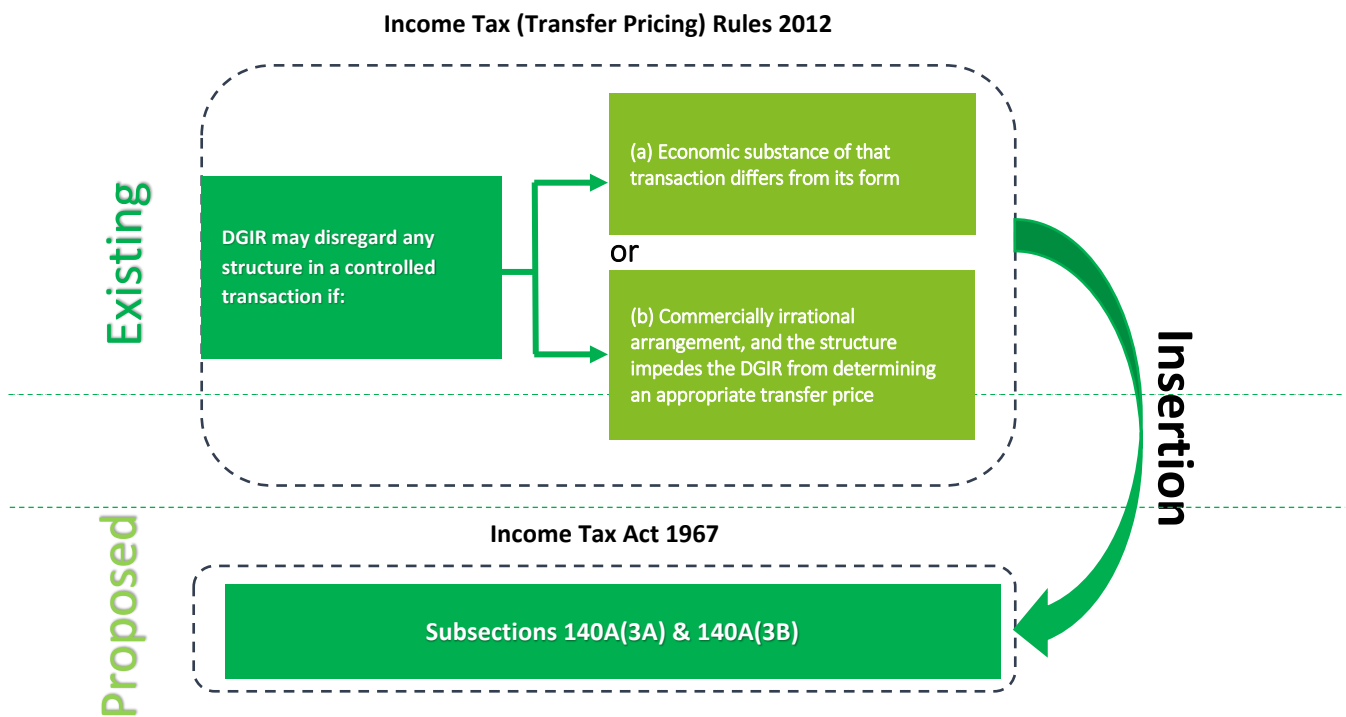 Income Tax (Transfer Pricing) Rules 2012
Existing
DGIR may disregard any
structure in a controlled
transaction if:
(a) Economic substance of that
transaction differs from its form
or
(b) Commercially irrational
arrangement, and the structure
impedes the DGIR from determining
an appropriate transfer price
Insertion
Proposed
Income Tax Act 1967
Subsections 140A(3A) & 140A(3B)